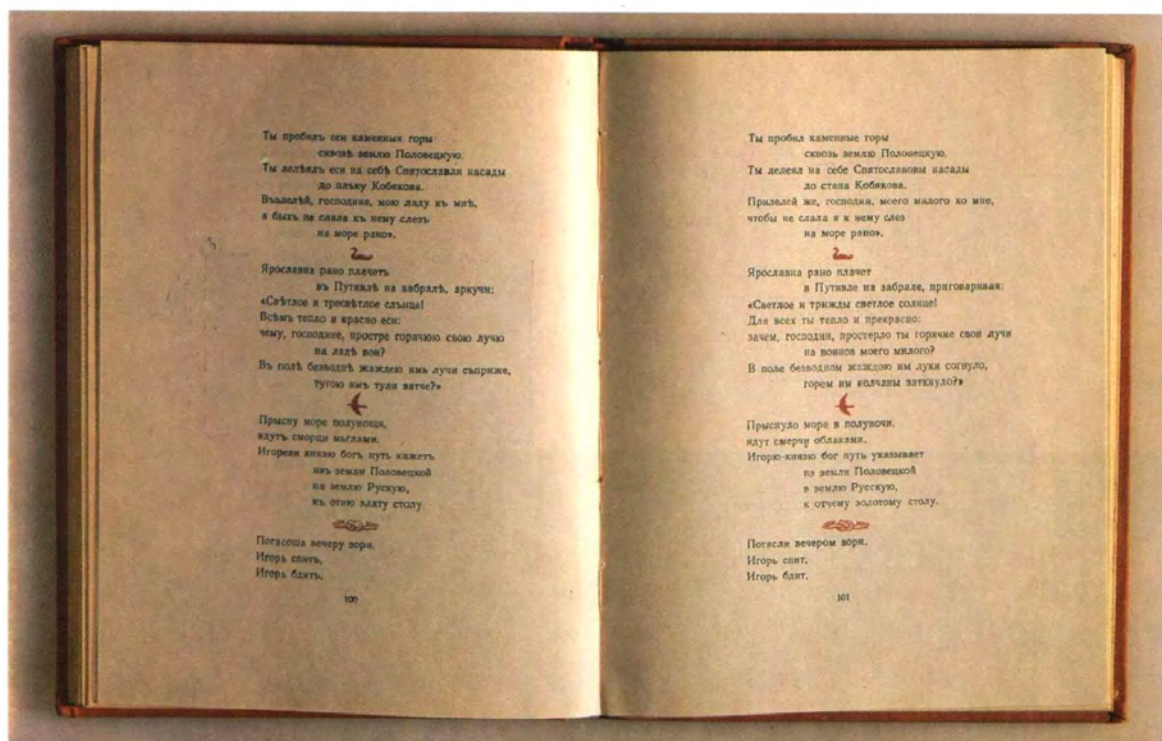 Ты пробилъ еси каменныя горы
сквозѣ землю Половецкую.
Ты лелѣялъ еси на себѣ Святославли насады
до плъку Кобякова.
Възлелѣй, господине, мою ладу къ мнѣ,
а быхъ не слала къ нему слезъ
на море рано».
Ярославна рано плачетъ
въ Путивлѣ на забралѣ, аркучи:
«Свѣтлое и тресвѣтлое слънце!
Всѣмъ тепло и красно еси:
чему, господине, простре горячюю свою лучю
на ладѣ вои?
Въ полѣ безводнѣ жаждею имь лучи съпряже,
тугою имъ тули затче?»
Прысну море полунощи,
идутъ сморци мьглами.
Игореви князю богъ путь кажетъ
изъ земли Половецкой
на землю Рускую,
къ отню злату столу.
Погасоша вечеру зори.
Игорь спитъ,
Игорь бдитъ,
100
Ты пробил каменные горы
сквозь землю Половецкую.
Ты лелеял на себе Святославовы насады
до стана Кобякова.
Прилелей же, господин, моего милого ко мне,
чтобы не слала я к нему слез
на море рано».
Ярославна рано плачет
в Путивле на забрале, приговаривая:
«Светлое и трижды светлое солнце!
Для всех ты тепло и прекрасно:
зачем, господин, простерло ты горячие свои лучи
на воинов моего милого?
В поле безводном жаждою им луки согнуло,
горем им колчаны заткнуло?»
Прыснуло море в полуночи,
идут смерчи облаками.
Игорю-князю бог путь указывает
из земли Половецкой
в землю Русскую,
к отчему золотому столу.
Погасли вечером зори.
Игорь спит,
Игорь бдит,
101